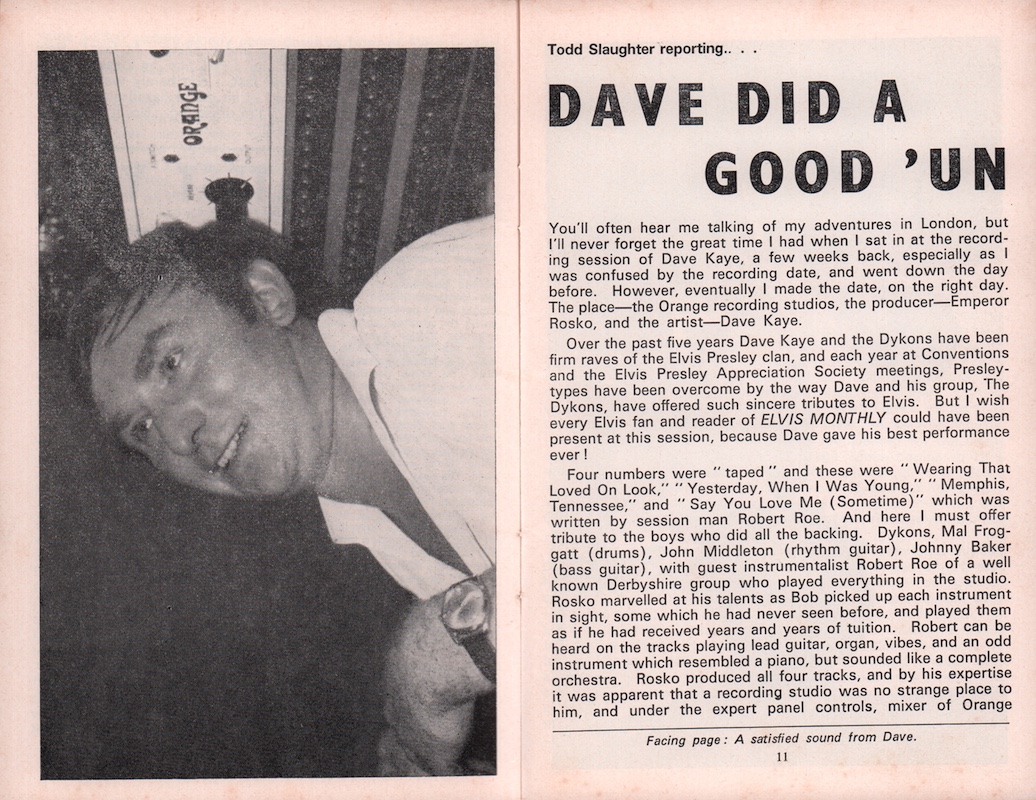 ORANGE
OUTPUT
Todd Slaughter reporting.. . .
DAVE DID A
GOOD 'UN
You'll often hear me talking of my adventures in London, but
I'll never forget the great time I had when I sat in at the record-
ing session of Dave Kaye, a few weeks back, especially as I
was confused by the recording date, and went down the day
before. However, eventually I made the date, on the right day.
The place—the Orange recording studios, the producer—Emperor
Rosko, and the artist—Dave Kaye.
Over the past five years Dave Kaye and the Dykons have been
firm raves of the Elvis Presley clan, and each year at Conventions
and the Elvis Presley Appreciation Society meetings, Presley-
types have been overcome by the way Dave and his group, The
Dykons, have offered such sincere tributes to Elvis. But I wish
every Elvis fan and reader of ELVIS MONTHLY could have been
present at this session, because Dave gave his best performance
ever!
Four numbers were "taped" and these were "Wearing That
Loved On Look," "Yesterday, When I Was Young," "Memphis,
Tennessee," and "Say You Love Me (Sometime)" which was
written by session man Robert Roe. And here I must offer
tribute to the boys who did all the backing. Dykons, Mal Frog-
gatt (drums), John Middleton (rhythm guitar), Johnny Baker
(bass guitar), with guest instrumentalist Robert Roe of a well
known Derbyshire group who played everything in the studio.
Rosko marvelled at his talents as Bob picked up each instrument
in sight, some which he had never seen before, and played them
as if he had received years and years of tuition. Robert can be
heard on the tracks playing lead guitar, organ, vibes, and an odd
instrument which resembled a piano, but sounded like a complete
orchestra. Rosko produced all four tracks, and by his expertise
it was apparent that a recording studio was no strange place to
him, and under the expert panel controls, mixer of Orange
Facing page: A satisfied sound from Dave.
11